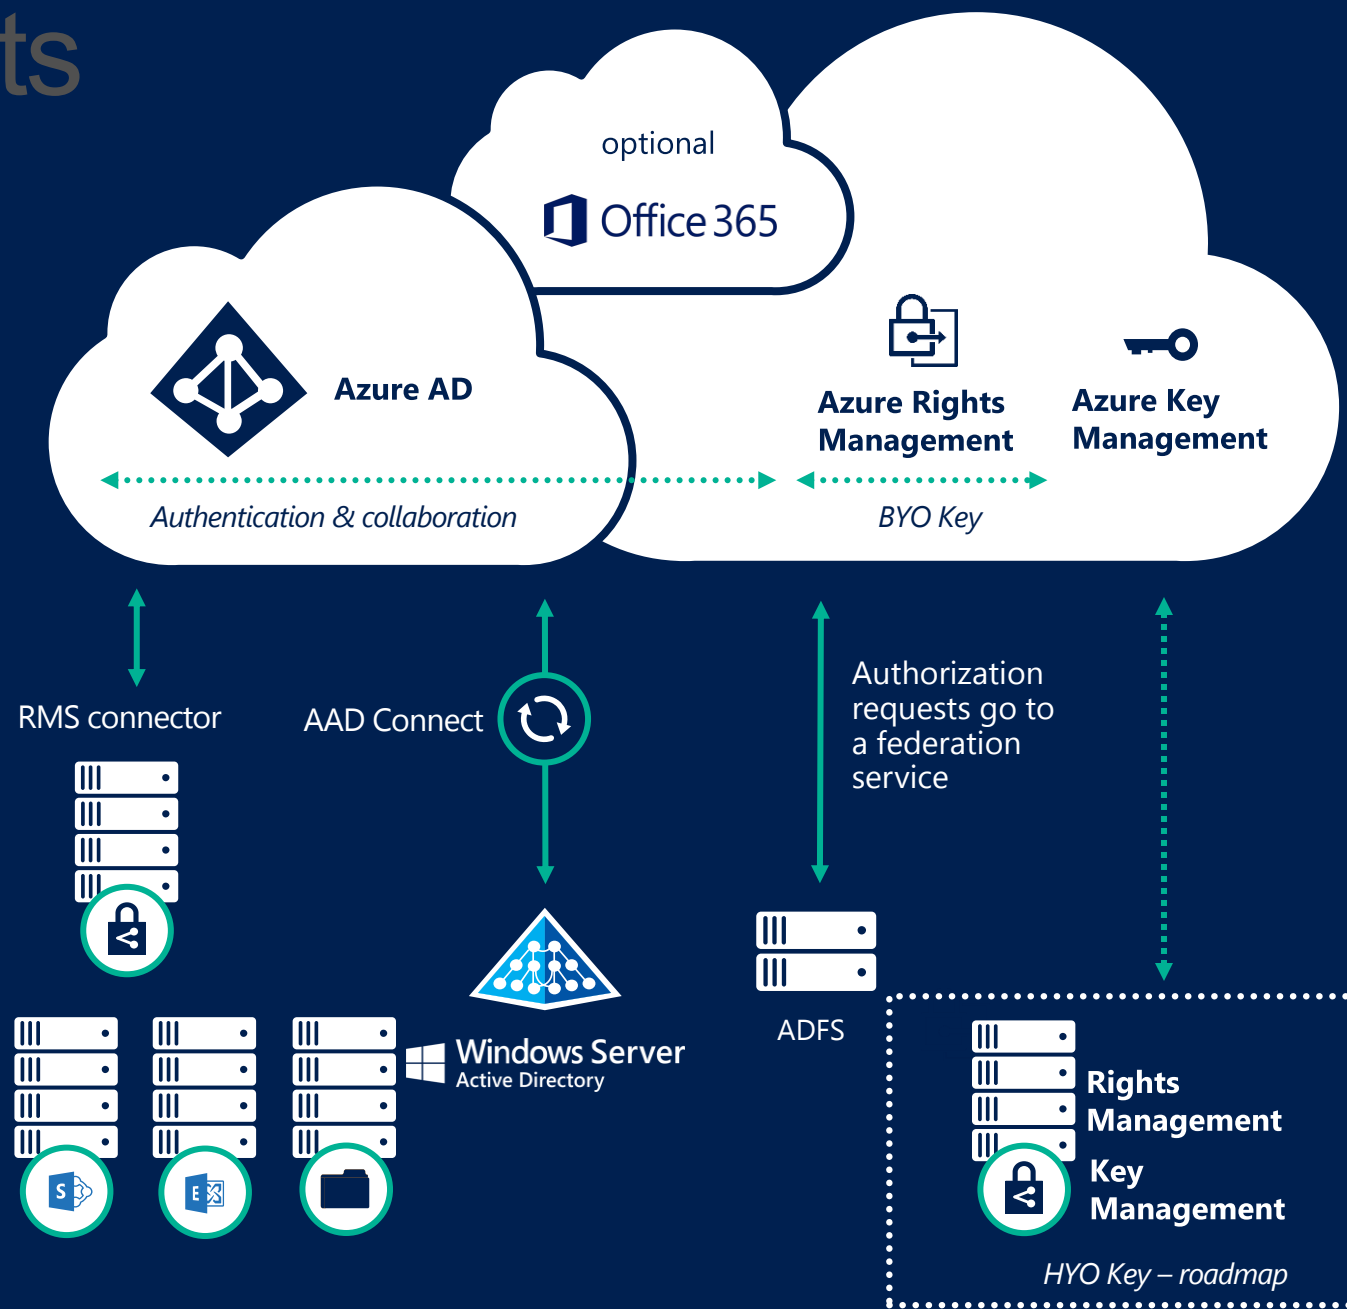 ts
optional
Office 365
Azure AD
Azure Rights
Management
Azure Key
Management
Authentication & collaboration
BYO Key
RMS connector
AAD Connect
Authorization
requests go to
a federation
service
Windows Server
Active Directory
ADFS
S
E
Rights
Management
Key
Management
HYO Key – roadmap